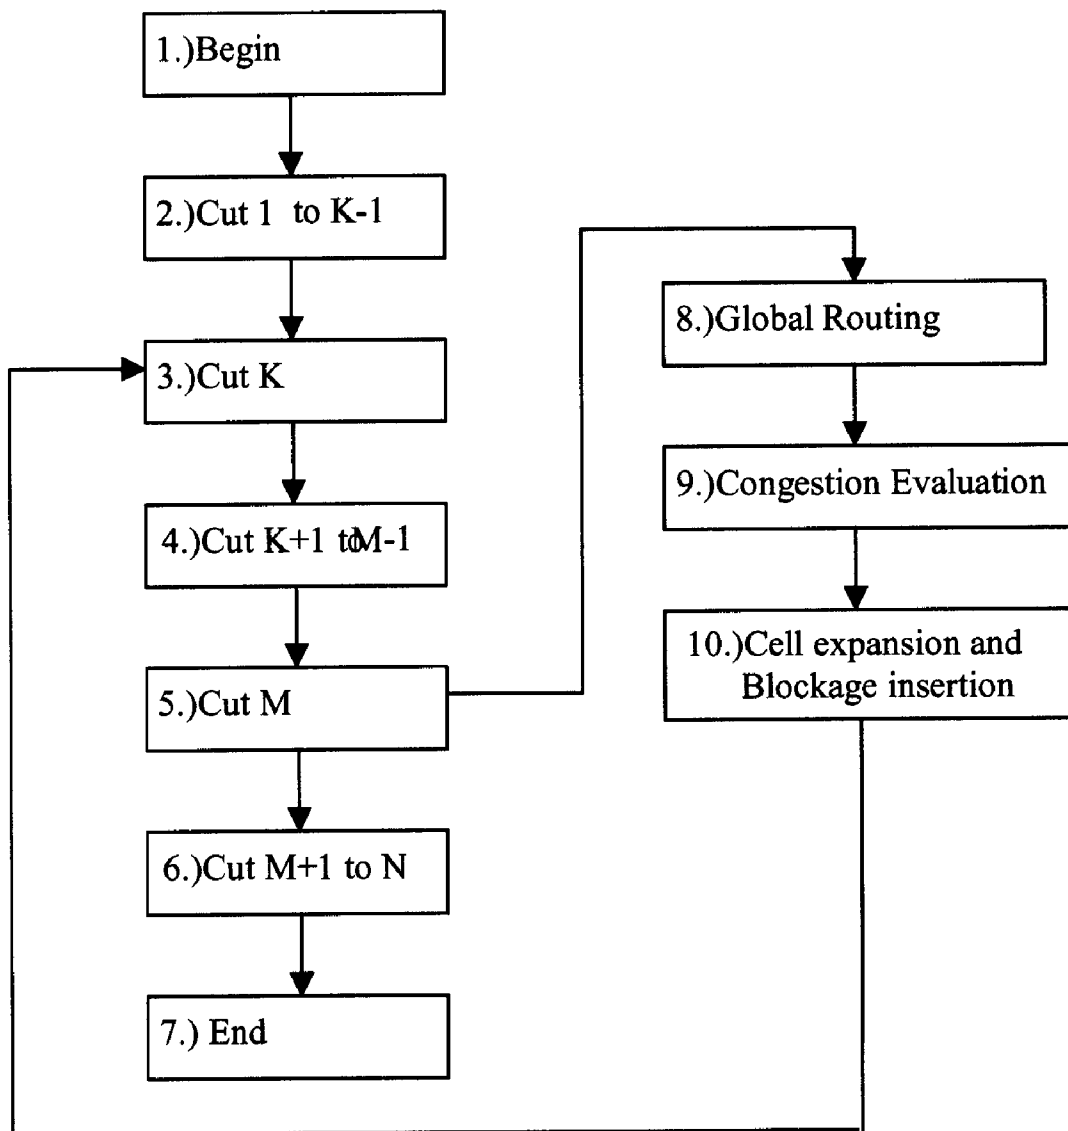 1.)Begin
2.)Cut 1 to K-1
3.)Cut K
4.)Cut K+1 toM-1
5.)Cut M
6.)Cut M+1 to N
7.) End
8.)Global Routing
9.)Congestion Evaluation
10.)Cell expansion and
Blockage insertion